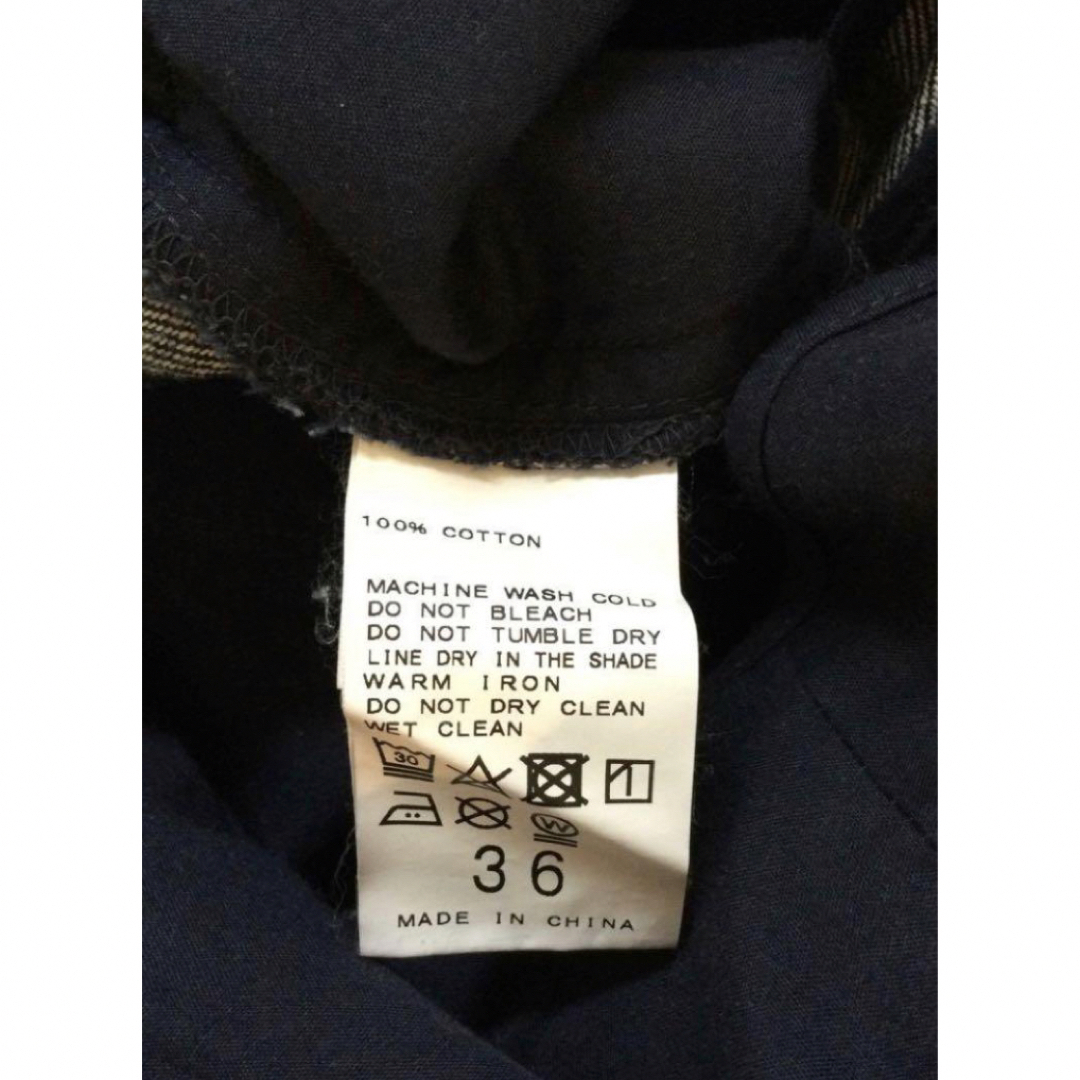 100% COTTON
MACHINE WASH COLD
DO NOT BLEACH
DO NOT TUMBLE DRY
LINE DRY IN THE SHADE
WARM IRON
DO NOT DRY CLEAN
WET CLEAN
30
W
36
MADE IN CHINA